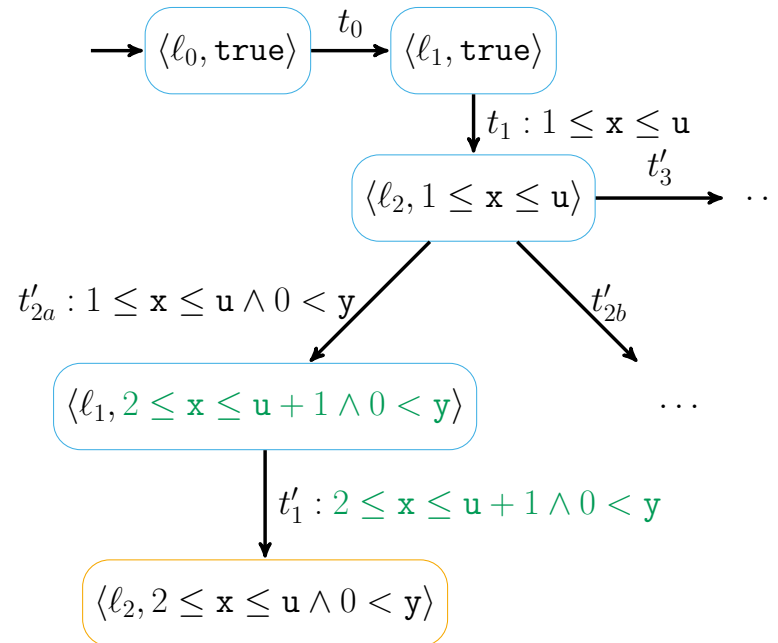 t₀
⟨ℓ₀, true⟩ ⟨ℓ₁, true⟩
t₁ : 1 ≤ x ≤ u
t′₃
⟨ℓ₂, 1 ≤ x ≤ u⟩ ··
t′₂ₐ : 1 ≤ x ≤ u ∧ 0 < y t′₂b
⟨ℓ₁, 2 ≤ x ≤ u + 1 ∧ 0 < y⟩ ···
t′₁ : 2 ≤ x ≤ u + 1 ∧ 0 < y
⟨ℓ₂, 2 ≤ x ≤ u ∧ 0 < y⟩